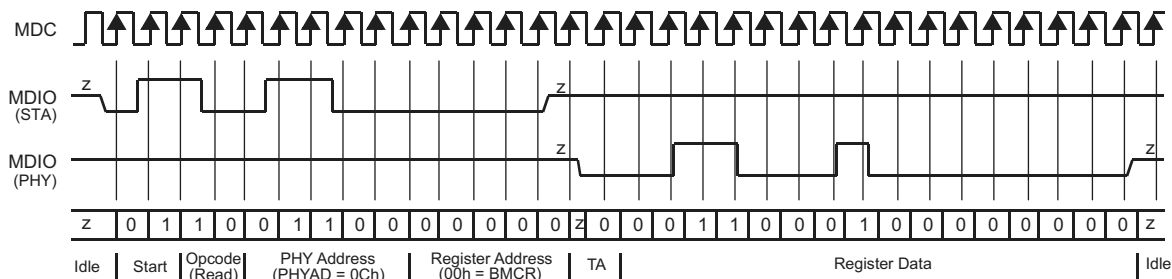 MDC
z z
MDIO
(STA)
z z
MDIO
(PHY)
z 0 1 1 0 0 1 1 0 0 0 0 0 0 0 z 0 0 0 1 1 0 0 0 1 0 0 0 0 0 0 0 0 z
Idle Start Opcode PHY Address Register Address TA Register Data Idle
(Read) (PHYAD = 0Ch) (00h = BMCR)